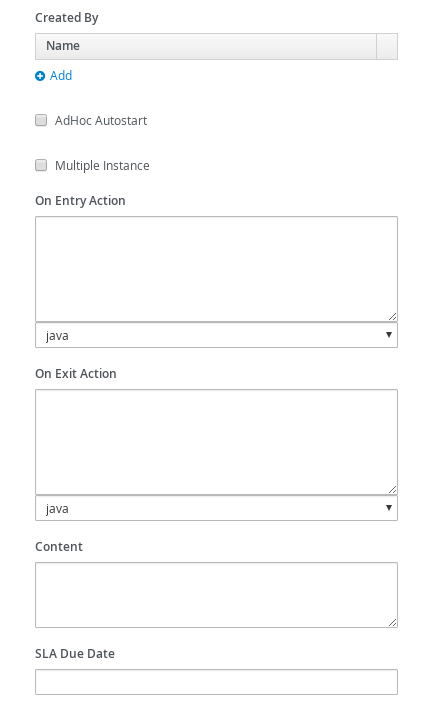 Created By
Name
Add
AdHoc Autostart
Multiple Instance
On Entry Action
java
On Exit Action
java
Content
SLA Due Date